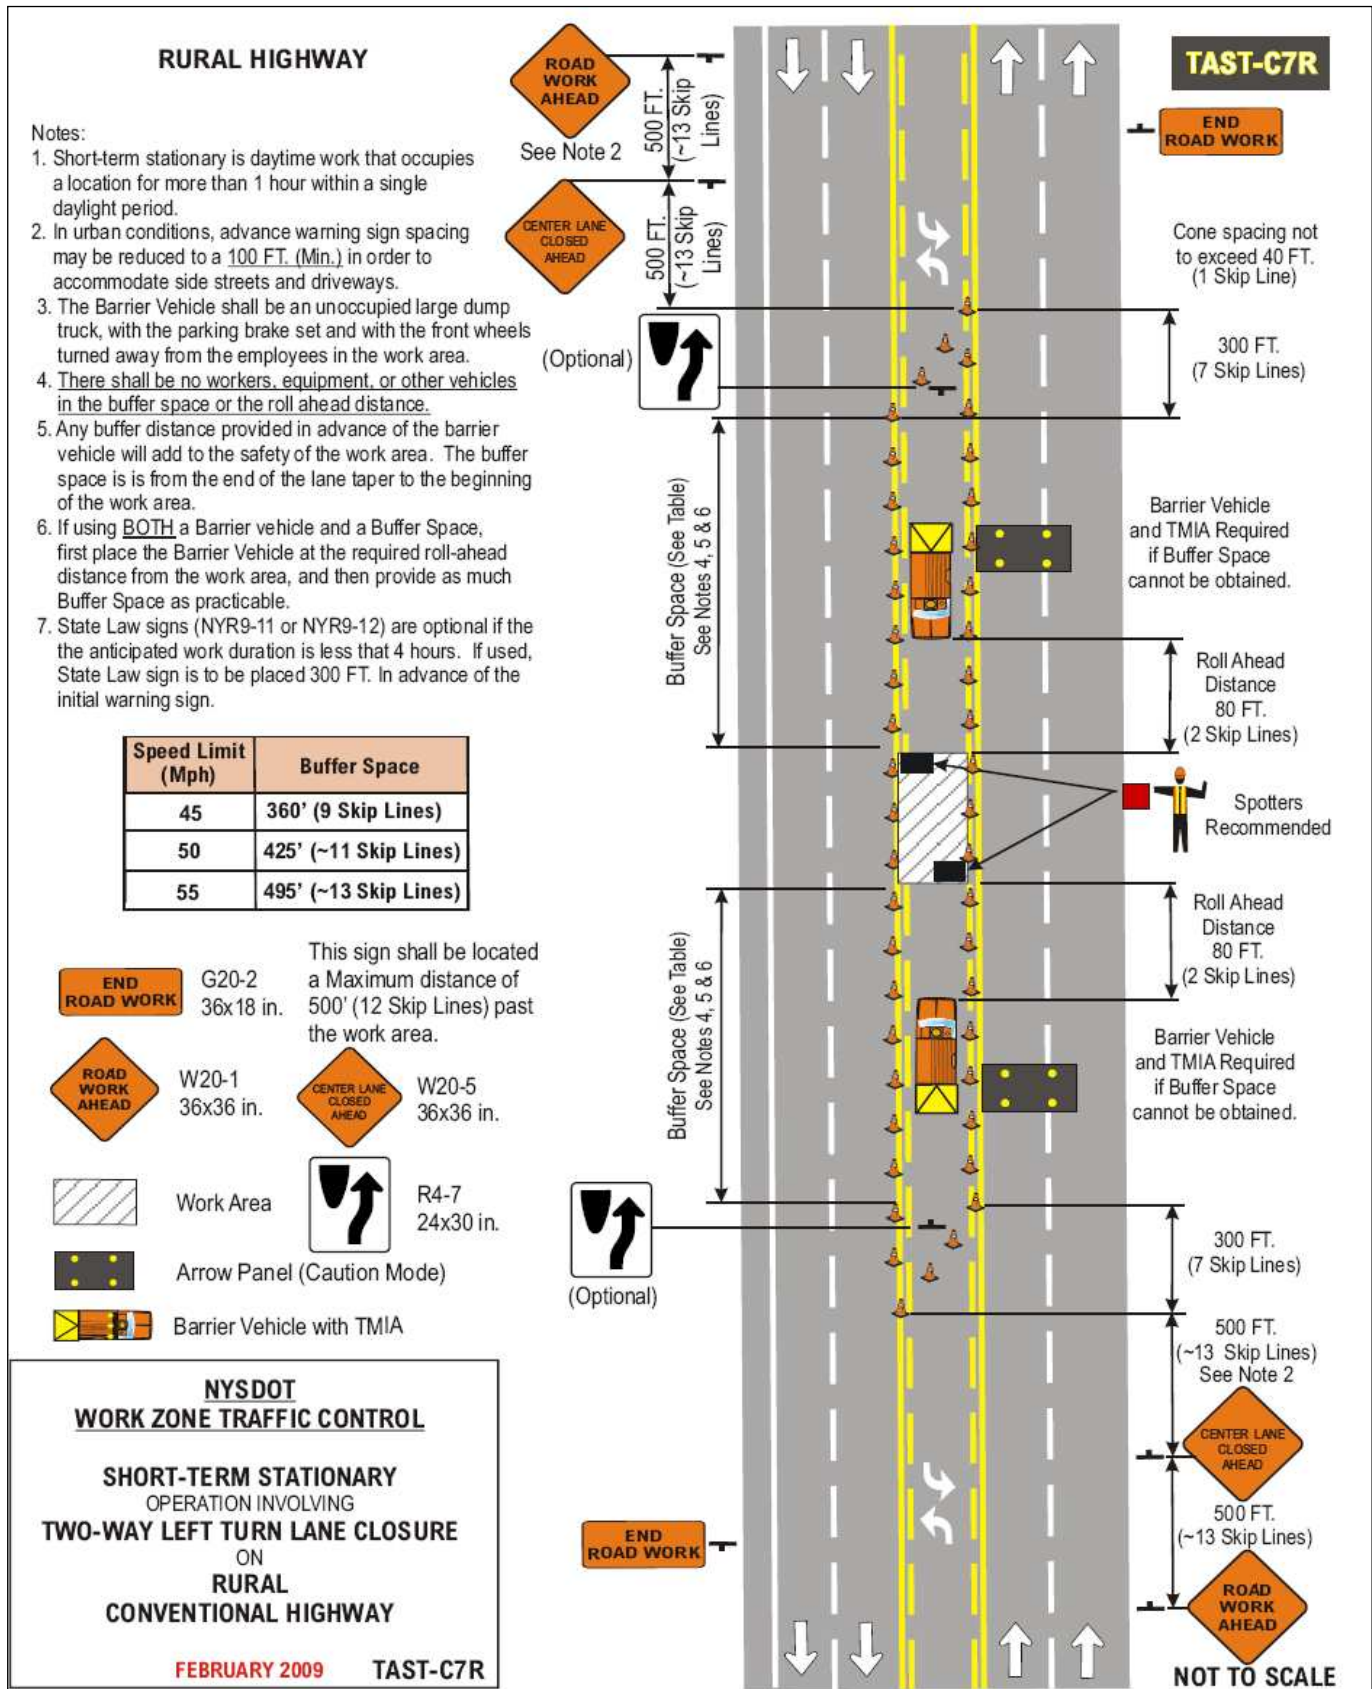 RURAL HIGHWAY
Notes:
1. Short-term stationary is daytime work that occupies
a location for more than 1 hour within a single
daylight period.
2. In urban conditions, advance warning sign spacing
may be reduced to a 100 FT. (Min.) in order to
accommodate side streets and driveways.
3. The Barrier Vehicle shall be an unoccupied large dump
truck, with the parking brake set and with the front wheels
turned away from the employees in the work area.
4. There shall be no workers, equipment, or other vehicles
in the buffer space or the roll ahead distance.
5. Any buffer distance provided in advance of the barrier
vehicle will add to the safety of the work area. The buffer
space is is from the end of the lane taper to the beginning
of the work area.
6. If using BOTH a Barrier vehicle and a Buffer Space,
first place the Barrier Vehicle at the required roll-ahead
distance from the work area, and then provide as much
Buffer Space as practicable.
7. State Law signs (NYR9-11 or NYR9-12) are optional if the
the anticipated work duration is less that 4 hours. If used,
State Law sign is to be placed 300 FT. In advance of the
initial warning sign.
Speed Limit
(Mph)
Buffer Space
45
360' (9 Skip Lines)
50
425' (~11 Skip Lines)
55
495' (~13 Skip Lines)
END
ROAD WORK
G20-2
36x18 in.
This sign shall be located
a Maximum distance of
500' (12 Skip Lines) past
the work area.
ROAD
WORK
AHEAD
W20-1
36x36 in.
CENTER LANE
CLOSED
AHEAD
W20-5
36x36 in.
Work Area
R4-7
24x30 in.
Arrow Panel (Caution Mode)
Barrier Vehicle with TMIA
NYSDOT
WORK ZONE TRAFFIC CONTROL
SHORT-TERM STATIONARY
OPERATION INVOLVING
TWO-WAY LEFT TURN LANE CLOSURE
ON
RURAL
CONVENTIONAL HIGHWAY
FEBRUARY 2009
TAST-C7R
ROAD
WORK
AHEAD
See Note 2
500 FT.
(~13 Skip
Lines)
CENTER LANE
CLOSED
AHEAD
500 FT.
(~13 Skip
Lines)
(Optional)
Buffer Space (See Table)
See Notes 4, 5 & 6
Buffer Space (See Table)
See Notes 4, 5 & 6
(Optional)
END
ROAD WORK
TAST-C7R
END
ROAD WORK
Cone spacing not
to exceed 40 FT.
(1 Skip Line)
300 FT.
(7 Skip Lines)
Barrier Vehicle
and TMIA Required
if Buffer Space
cannot be obtained.
Roll Ahead
Distance
80 FT.
(2 Skip Lines)
Spotters
Recommended
Roll Ahead
Distance
80 FT.
(2 Skip Lines)
Barrier Vehicle
and TMIA Required
if Buffer Space
cannot be obtained.
300 FT.
(7 Skip Lines)
500 FT.
(~13 Skip Lines)
See Note 2
CENTER LANE
CLOSED
AHEAD
500 FT.
(~13 Skip Lines)
ROAD
WORK
AHEAD
NOT TO SCALE